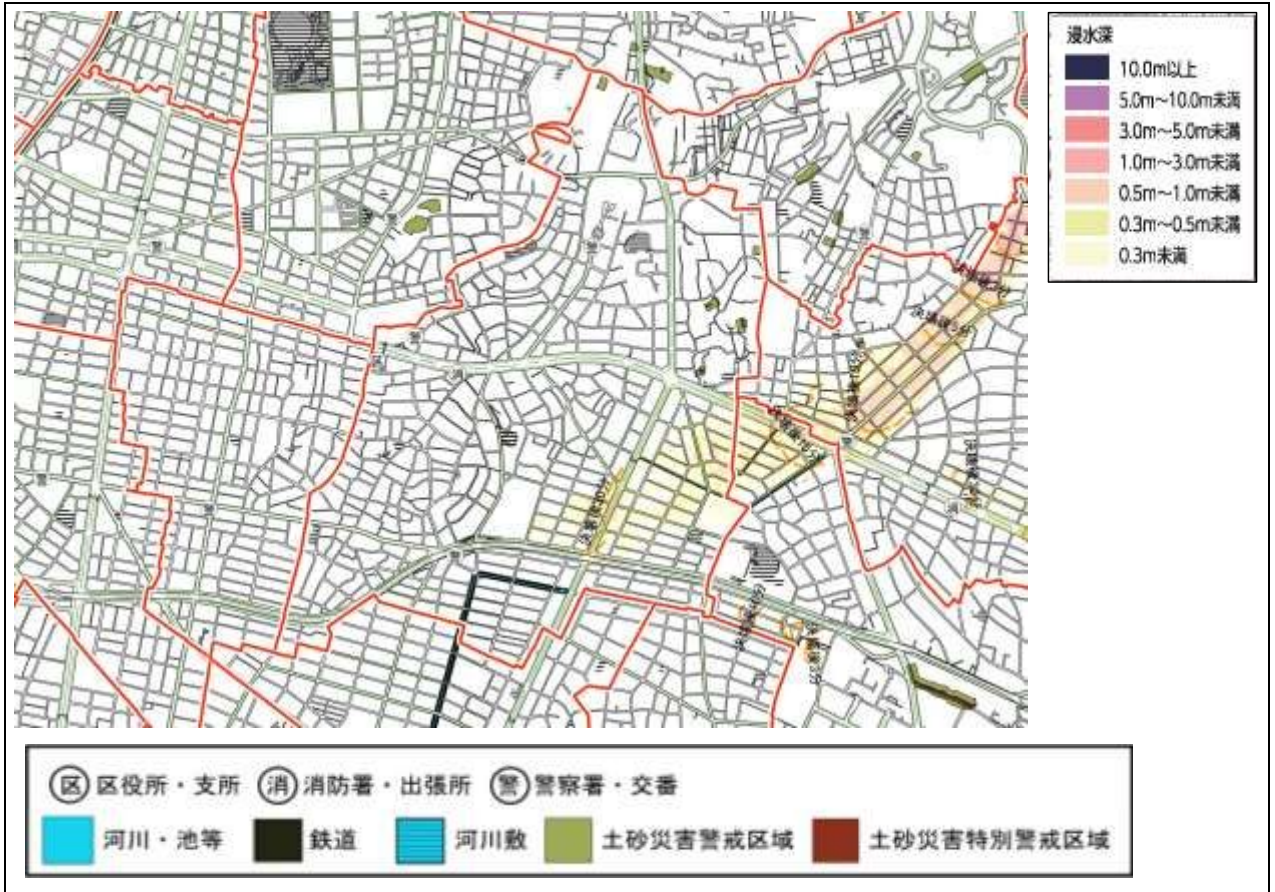 浸水深
10.0m以上
5.0m～10.0m未満
3.0m～5.0m未満
1.0m～3.0m未満
0.5m～1.0m未満
0.3m～0.5m未満
0.3m未満
区 区役所・支所 消 消防署・出張所 警 警察署・交番
河川・池等 鉄道 河川敷 土砂災害警戒区域 土砂災害特別警戒区域